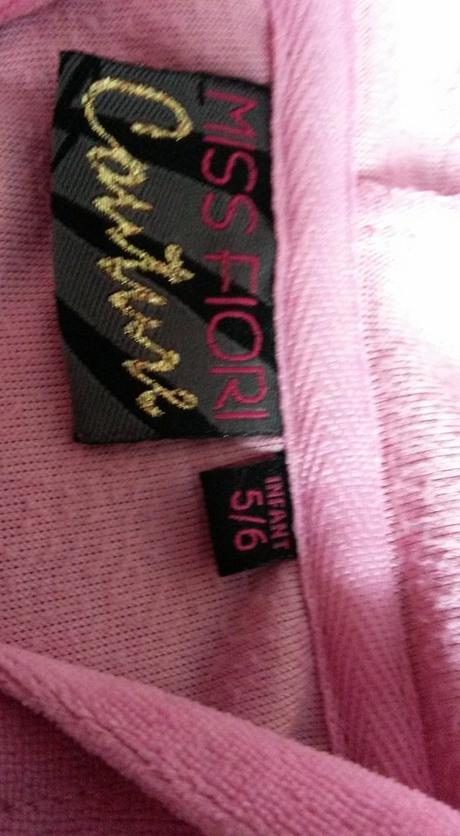 MISS FIORI
Couture
INFANT
5/6